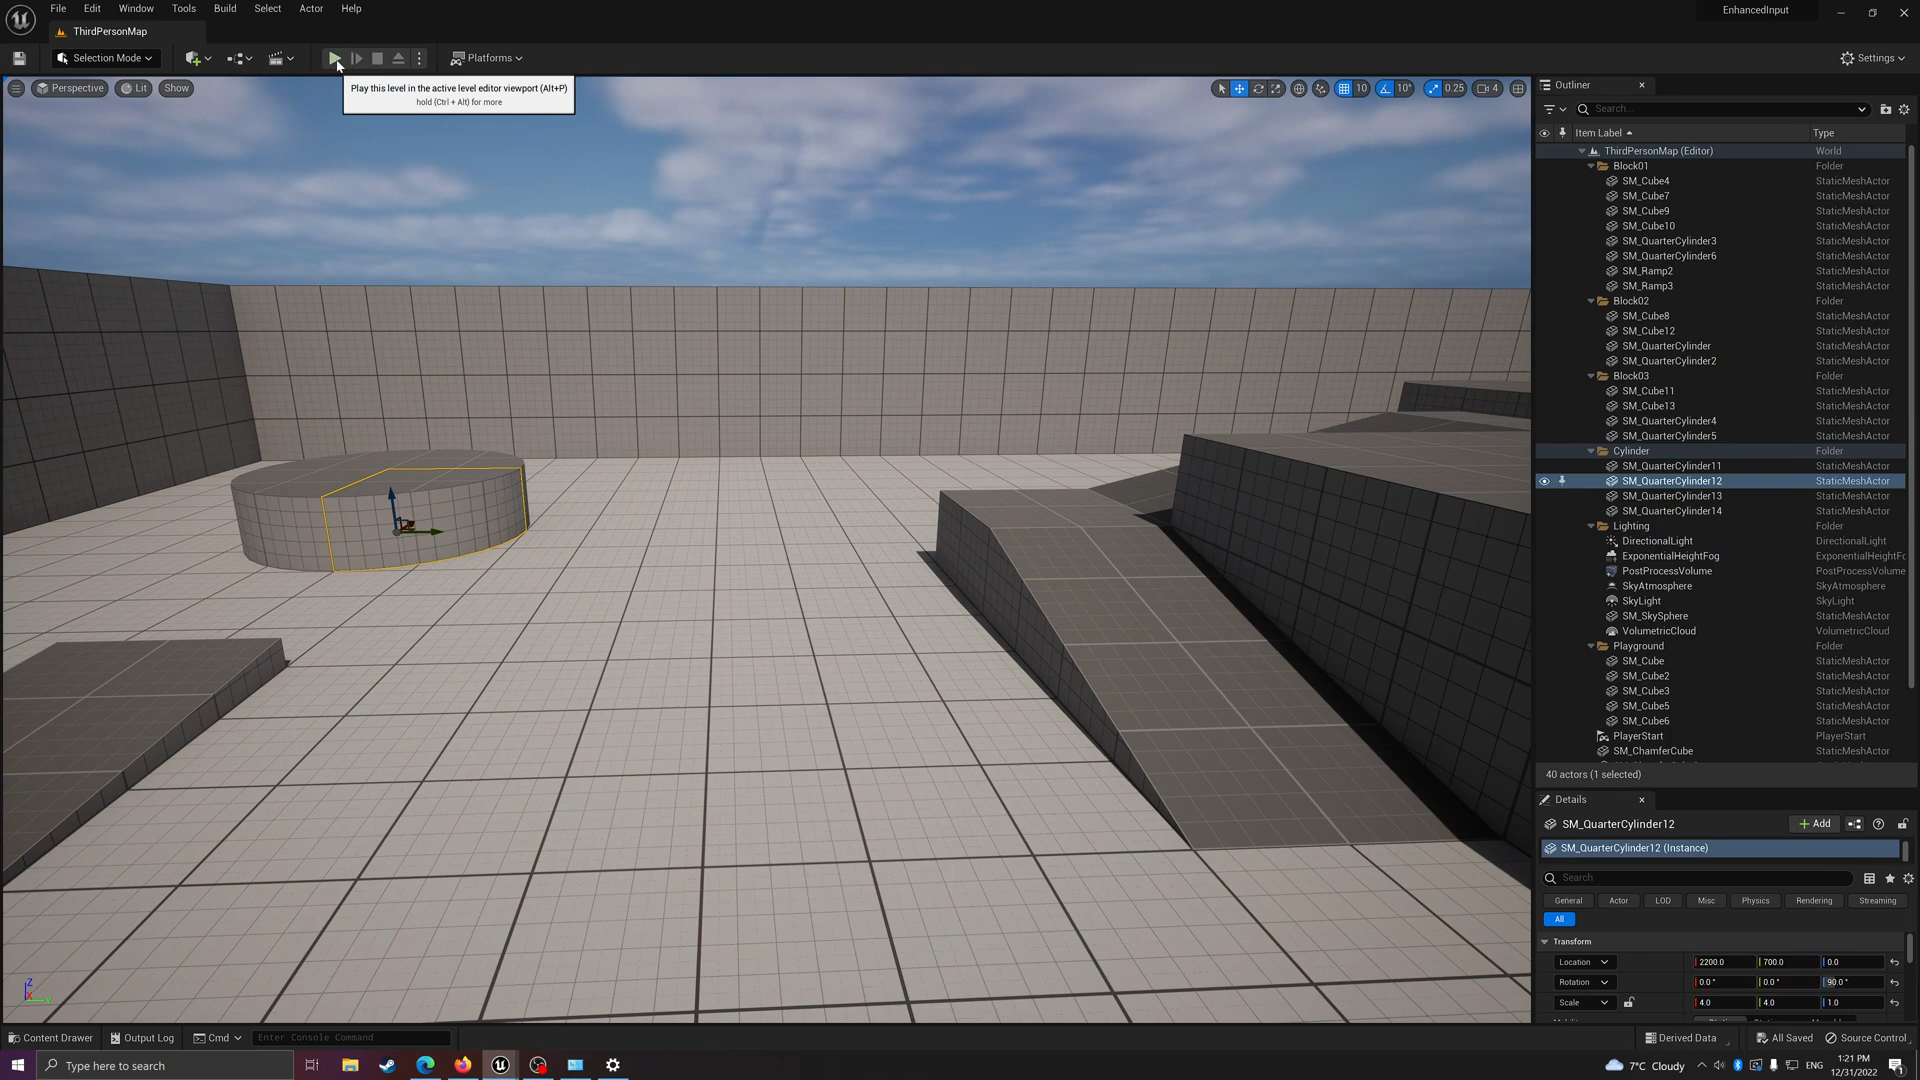 File Edit Window Tools Build Select Actor Help
EnhancedInput
ThirdPersonMap
Selection Mode
Platforms
Settings
Play this level in the active level editor viewport (Alt+P)
hold (Ctrl + Alt) for more
Perspective Lit Show
10 10° 0.25 4
Outliner
Search...
Item Label Type
ThirdPersonMap (Editor) World
Block01 Folder
SM_Cube4 StaticMeshActor
SM_Cube7 StaticMeshActor
SM_Cube9 StaticMeshActor
SM_Cube10 StaticMeshActor
SM_QuarterCylinder3 StaticMeshActor
SM_QuarterCylinder6 StaticMeshActor
SM_Ramp2 StaticMeshActor
SM_Ramp3 StaticMeshActor
Block02 Folder
SM_Cube8 StaticMeshActor
SM_Cube12 StaticMeshActor
SM_QuarterCylinder StaticMeshActor
SM_QuarterCylinder2 StaticMeshActor
Block03 Folder
SM_Cube11 StaticMeshActor
SM_Cube13 StaticMeshActor
SM_QuarterCylinder4 StaticMeshActor
SM_QuarterCylinder5 StaticMeshActor
Cylinder Folder
SM_QuarterCylinder11 StaticMeshActor
SM_QuarterCylinder12 StaticMeshActor
SM_QuarterCylinder13 StaticMeshActor
SM_QuarterCylinder14 StaticMeshActor
Lighting Folder
DirectionalLight DirectionalLight
ExponentialHeightFog ExponentialHeightFo
PostProcessVolume PostProcessVolume
SkyAtmosphere SkyAtmosphere
SkyLight SkyLight
SM_SkySphere StaticMeshActor
VolumetricCloud VolumetricCloud
Playground Folder
SM_Cube StaticMeshActor
SM_Cube2 StaticMeshActor
SM_Cube3 StaticMeshActor
SM_Cube5 StaticMeshActor
SM_Cube6 StaticMeshActor
PlayerStart PlayerStart
SM_ChamferCube StaticMeshActor
40 actors (1 selected)
Details
SM_QuarterCylinder12 + Add
SM_QuarterCylinder12 (Instance)
Search
General Actor LOD Misc Physics Rendering Streaming
All
Transform
Location 2200.0 700.0 0.0
Rotation 0.0° 0.0° 90.0°
Scale 4.0 4.0 1.0
Z
X Y
Content Drawer Output Log Cmd Enter Console Command Derived Data All Saved Source Control
Type here to search
7°C Cloudy
ENG
1:21 PM
12/31/2022
1